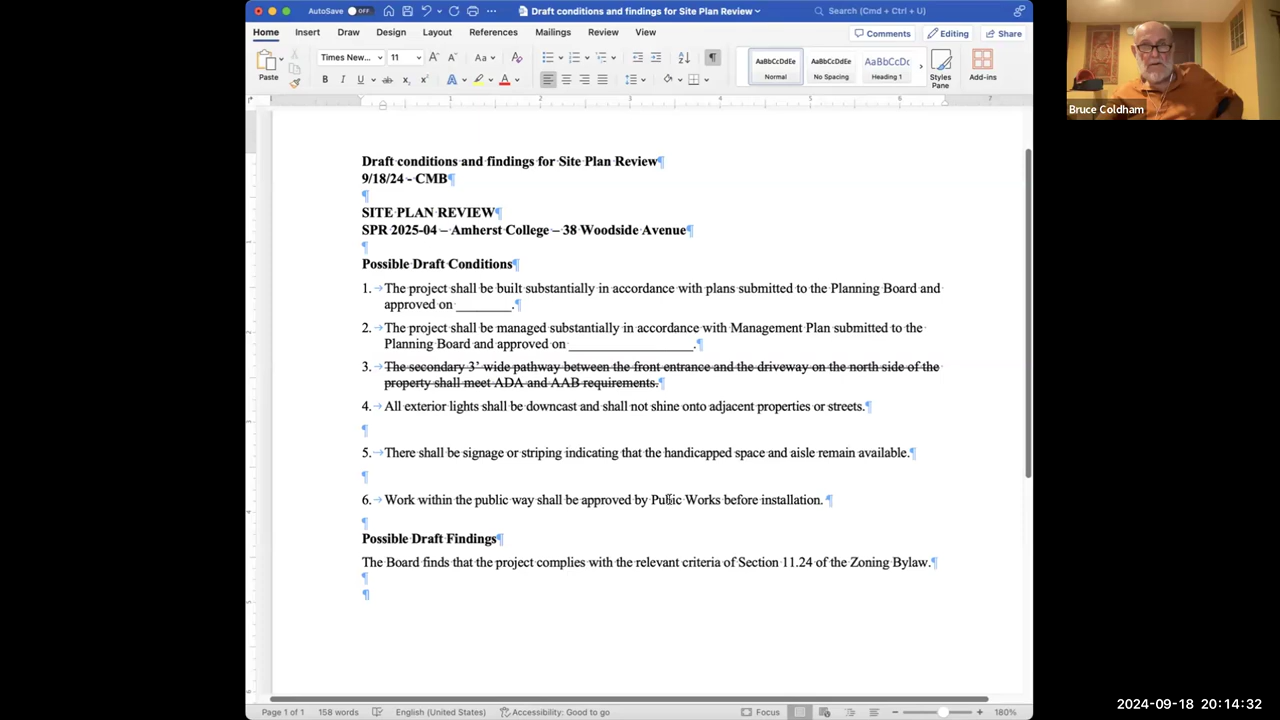 AutoSave OFF
Draft conditions and findings for Site Plan Review
Search (Cmd + Ctrl + U)
Home Insert Draw Design Layout References Mailings Review View
Comments Editing Share
Paste
Times New... 11
AaBbCcDdEe AaBbCcDdEe AaBbCcDc
Normal No Spacing Heading 1
Styles Pane
Add-ins
Bruce Coldham
Draft conditions and findings for Site Plan Review¶
9/18/24 - CMB¶
¶
SITE PLAN REVIEW¶
SPR 2025-04 – Amherst College – 38 Woodside Avenue¶
¶
Possible Draft Conditions¶
1. The project shall be built substantially in accordance with plans submitted to the Planning Board and
approved on ________.¶
2. The project shall be managed substantially in accordance with Management Plan submitted to the
Planning Board and approved on __________________.¶
3. The secondary 3’ wide pathway between the front entrance and the driveway on the north side of the
property shall meet ADA and AAB requirements.¶
4. All exterior lights shall be downcast and shall not shine onto adjacent properties or streets.¶
¶
5. There shall be signage or striping indicating that the handicapped space and aisle remain available.¶
¶
6. Work within the public way shall be approved by Public Works before installation. ¶
¶
Possible Draft Findings¶
The Board finds that the project complies with the relevant criteria of Section 11.24 of the Zoning Bylaw.¶
¶
¶
Page 1 of 1 158 words English (United States) Accessibility: Good to go Focus 180%
2024-09-18 20:14:32